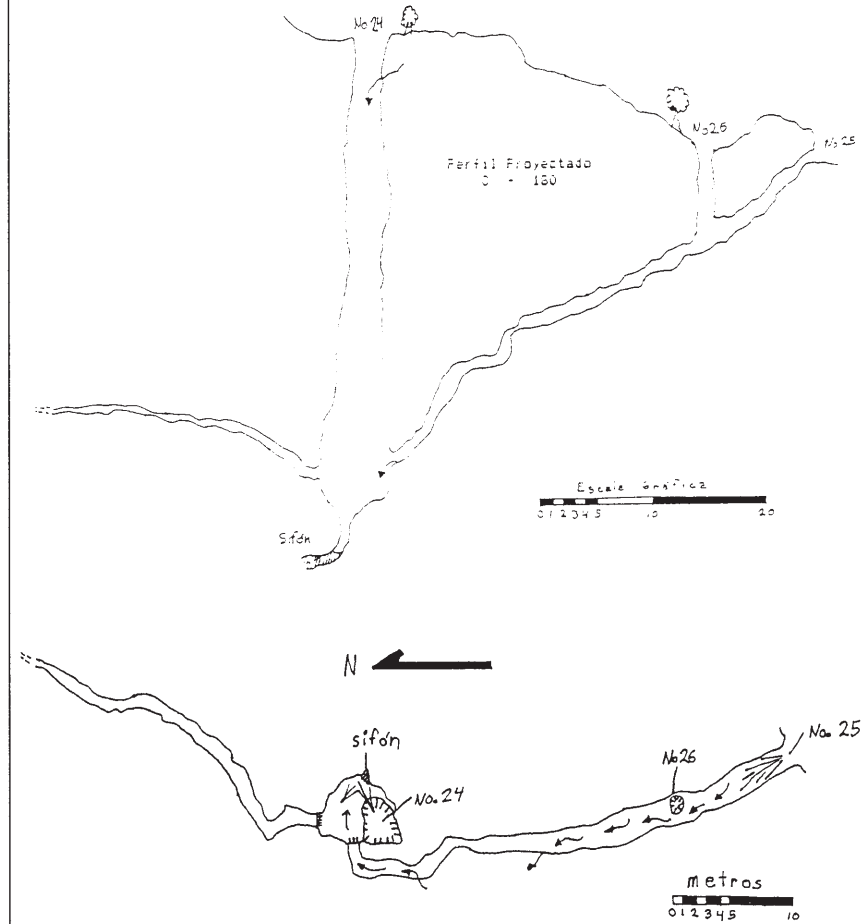 No 24
No 26
No 25
Perfil Proyectado
0 - 180
Escala Gráfica
0 1 2 3 4 5 10 20
Sifón
N
sifón
No. 24
No 26
No. 25
metros
0 1 2 3 4 5 10